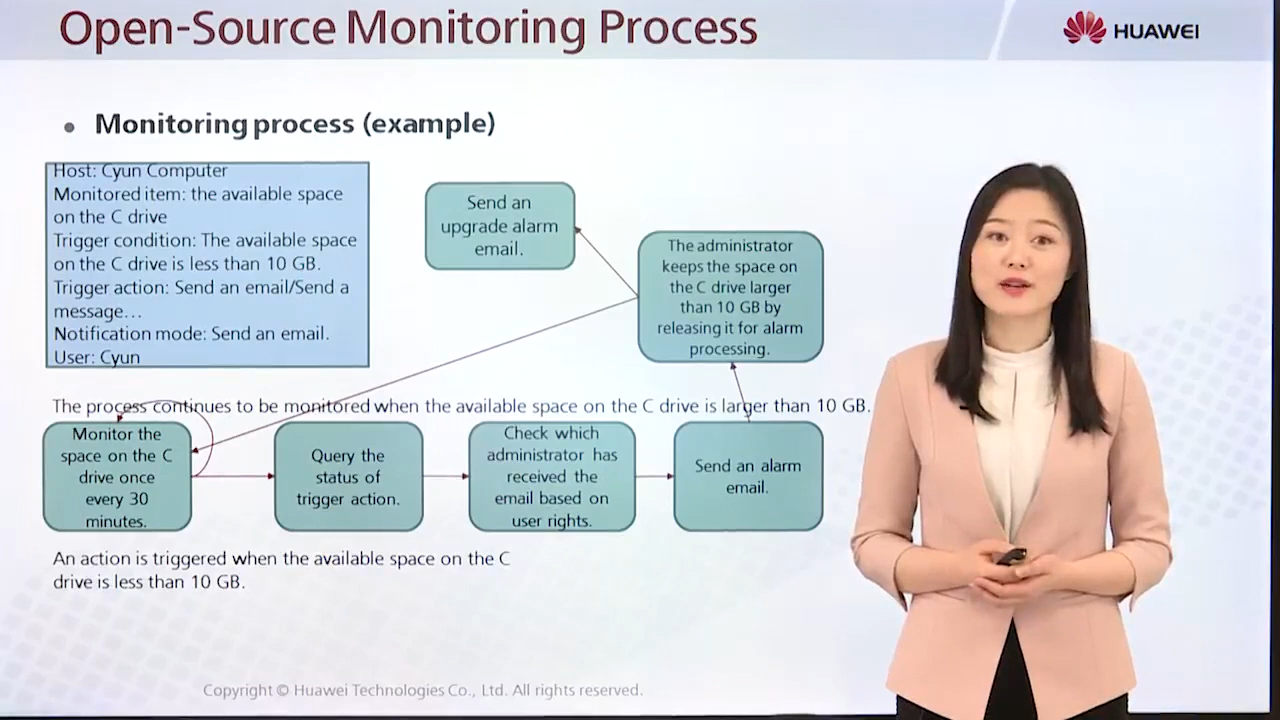 Open-Source Monitoring Process
HUAWEI
Monitoring process (example)
Host: Cyun Computer
Monitored item: the available space
on the C drive
Trigger condition: The available space
on the C drive is less than 10 GB.
Trigger action: Send an email/Send a
message...
Notification mode: Send an email.
User: Cyun
Send an
upgrade alarm
email.
The administrator
keeps the space on
the C drive larger
than 10 GB by
releasing it for alarm
processing.
The process continues to be monitored when the available space on the C drive is larger than 10 GB.
Monitor the
space on the C
drive once
every 30
minutes.
Query the
status of
trigger action.
Check which
administrator has
received the
email based on
user rights.
Send an alarm
email.
An action is triggered when the available space on the C
drive is less than 10 GB.
Copyright © Huawei Technologies Co., Ltd. All rights reserved.